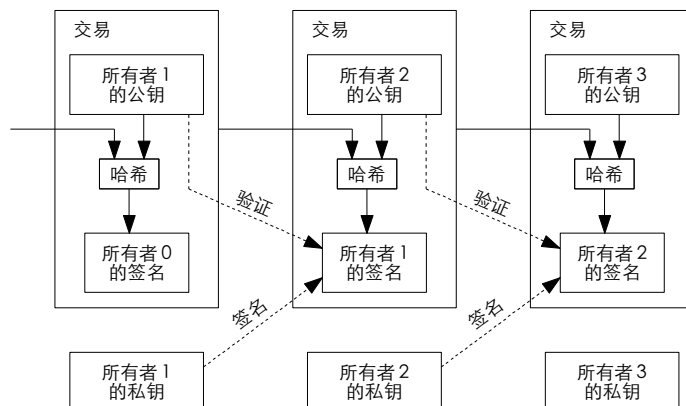 交易
交易
交易
所有者1
的公钥
所有者2
的公钥
所有者3
的公钥
哈希
哈希
哈希
验证
验证
所有者0
的签名
所有者1
的签名
所有者2
的签名
签名
签名
所有者1
的私钥
所有者2
的私钥
所有者3
的私钥